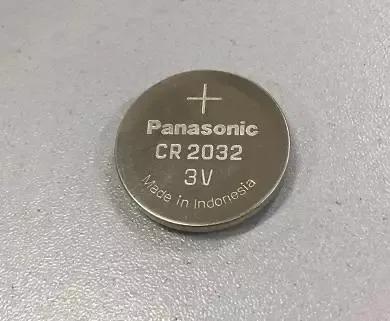 +
Panasonic
CR 2032
3V
Made in Indonesia